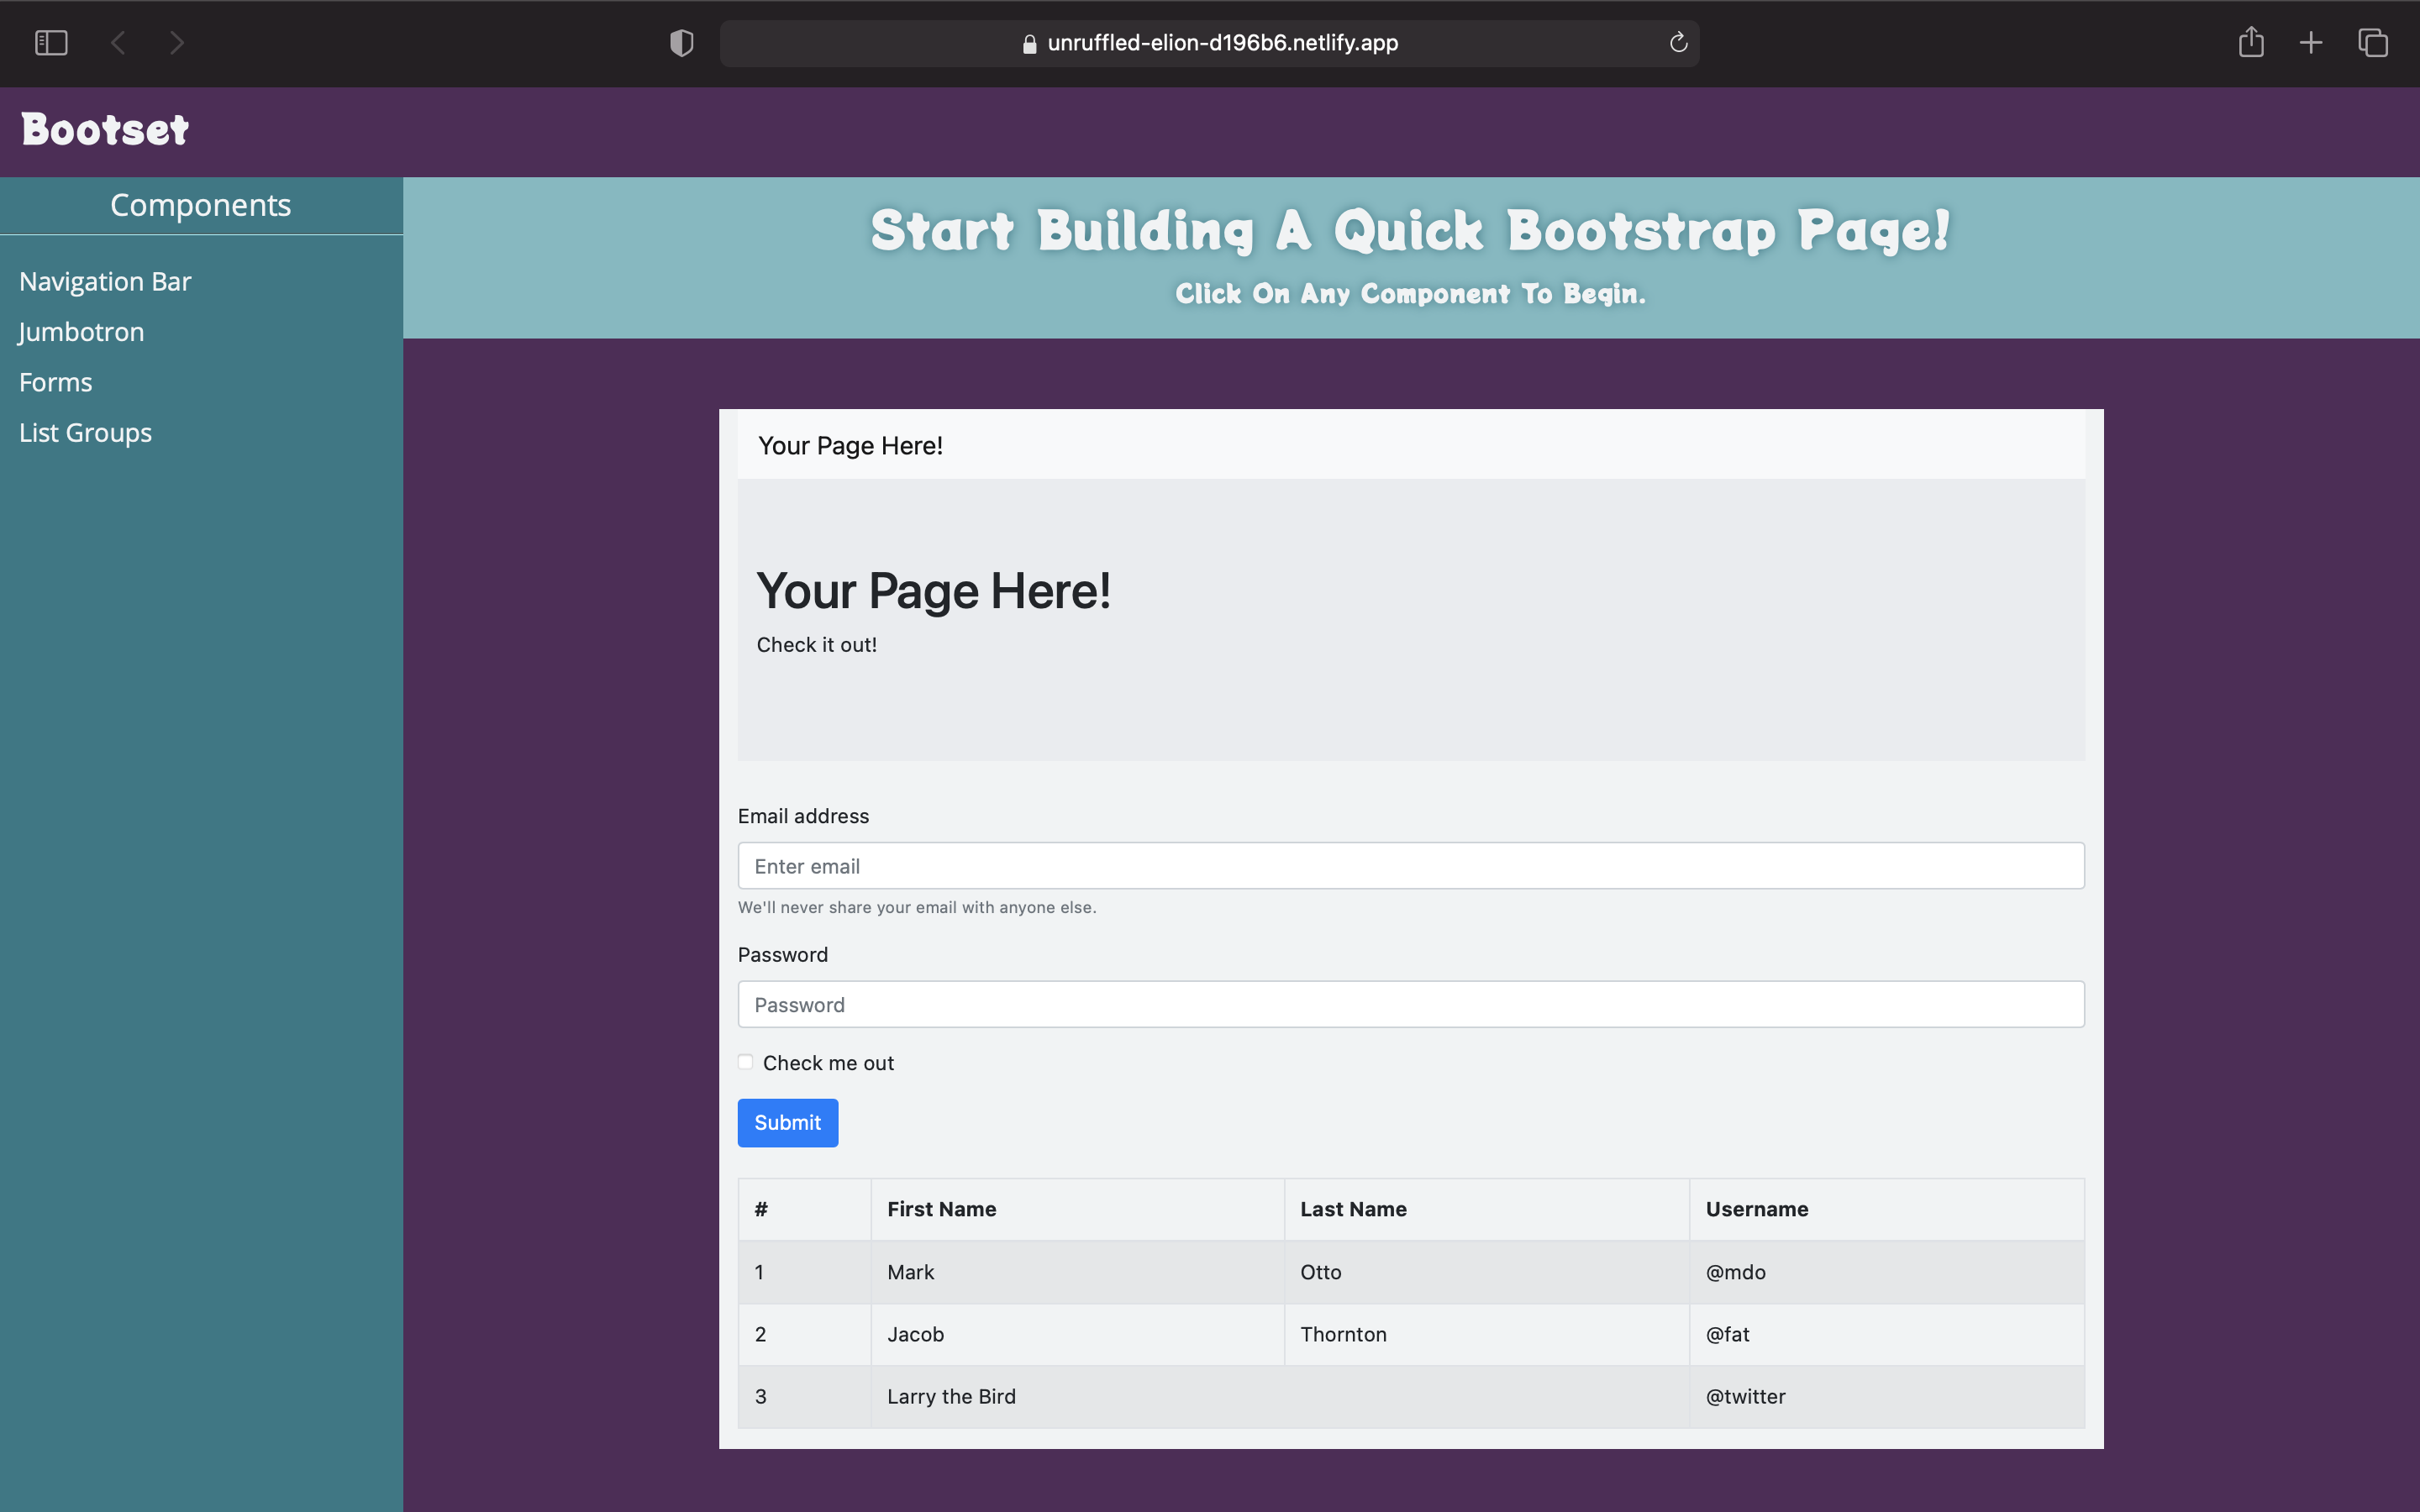 unruffled-elion-d196b6.netlify.app
Bootset
Components
Navigation Bar
Jumbotron
Forms
List Groups
Start Building A Quick Bootstrap Page!
Click On Any Component To Begin.
Your Page Here!
Your Page Here!
Check it out!
Email address
Enter email
We'll never share your email with anyone else.
Password
Password
Check me out
Submit
# First Name Last Name Username
1 Mark Otto @mdo
2 Jacob Thornton @fat
3 Larry the Bird @twitter